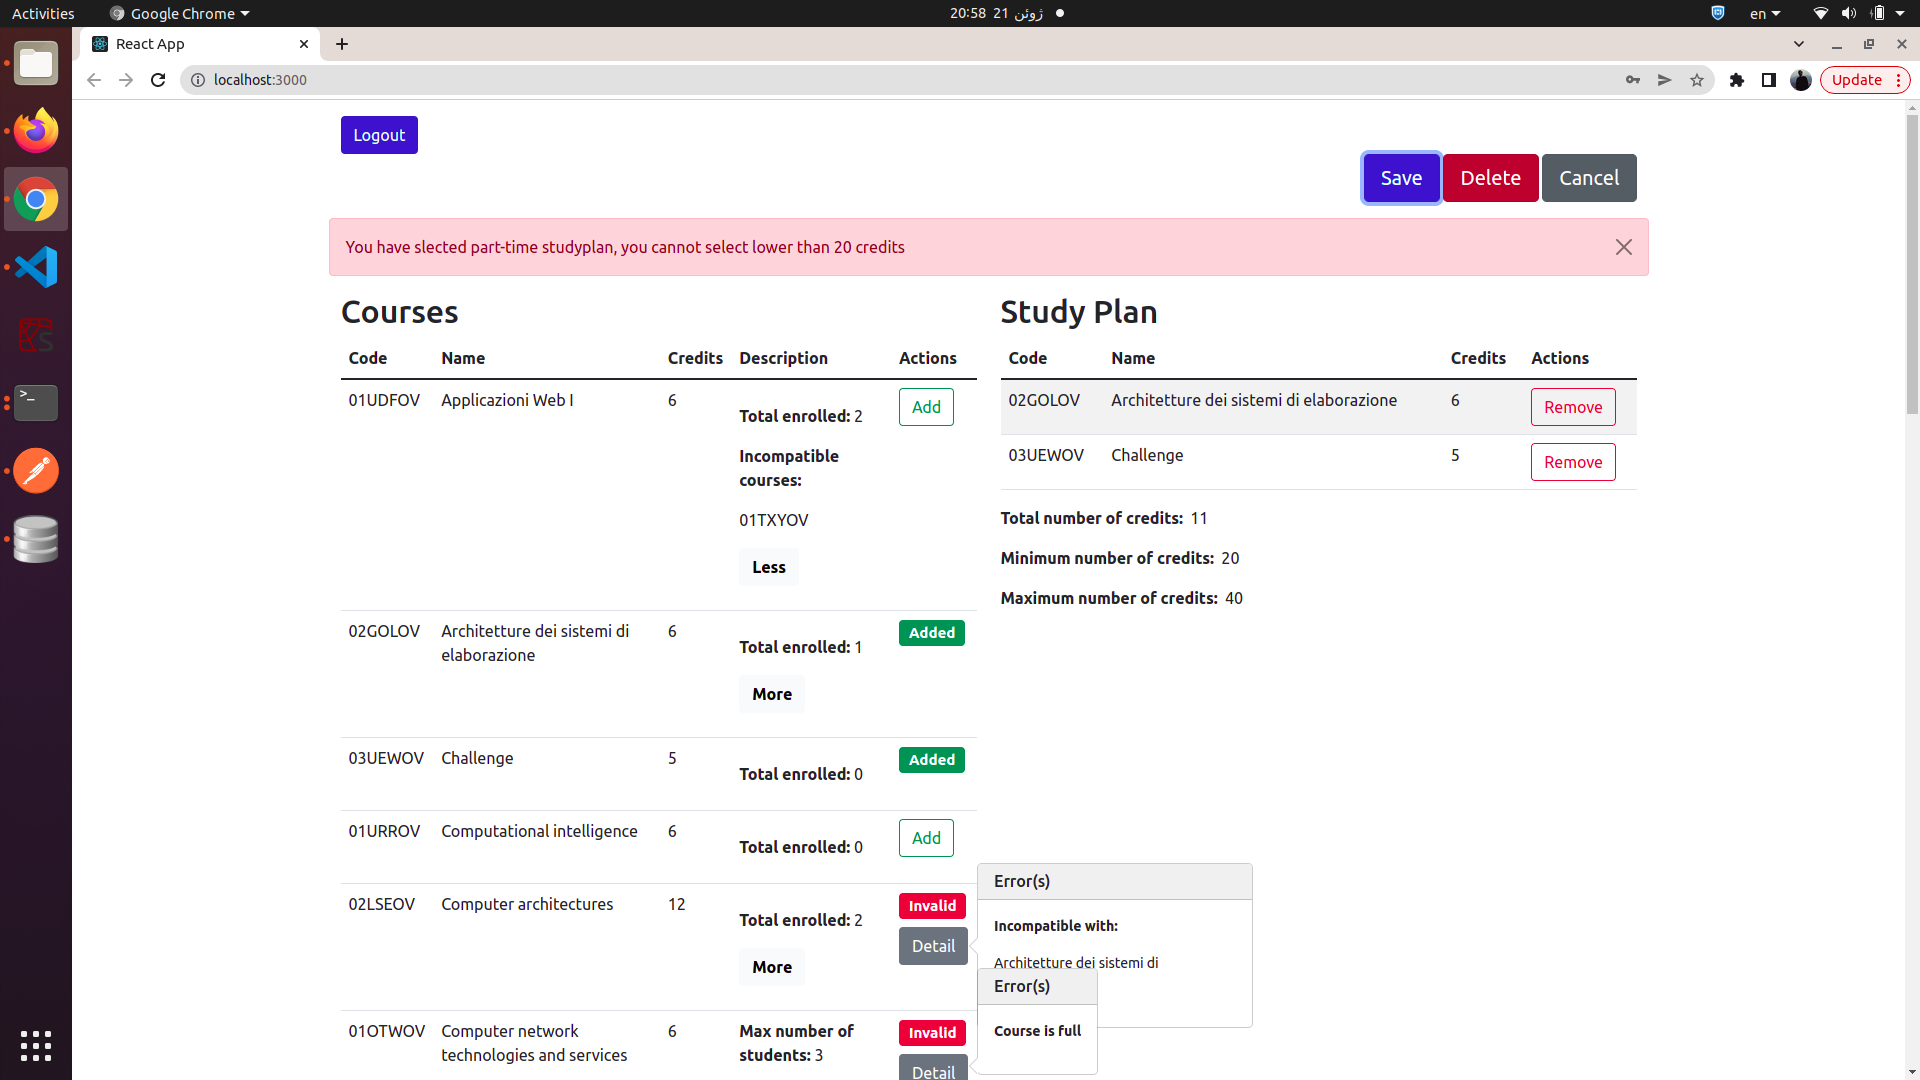 Activities
Google Chrome
20:58 21 ژوئن
en
React App
localhost:3000
Update
Logout
Save
Delete
Cancel
You have slected part-time studyplan, you cannot select lower than 20 credits
Courses
Code Name Credits Description Actions
01UDFOV Applicazioni Web I 6
Total enrolled: 2
Add
Incompatible
courses:
01TXYOV
Less
02GOLOV Architetture dei sistemi di
elaborazione
6
Total enrolled: 1
Added
More
03UEWOV Challenge 5
Total enrolled: 0
Added
01URROV Computational intelligence 6
Total enrolled: 0
Add
02LSEOV Computer architectures 12
Total enrolled: 2
Invalid
Detail
More
01OTWOV Computer network
technologies and services
6
Max number of
students: 3
Invalid
Detail
Study Plan
Code Name Credits Actions
02GOLOV Architetture dei sistemi di elaborazione 6 Remove
03UEWOV Challenge 5 Remove
Total number of credits: 11
Minimum number of credits: 20
Maximum number of credits: 40
Error(s)
Incompatible with:
Architetture dei sistemi di
Error(s)
Course is full